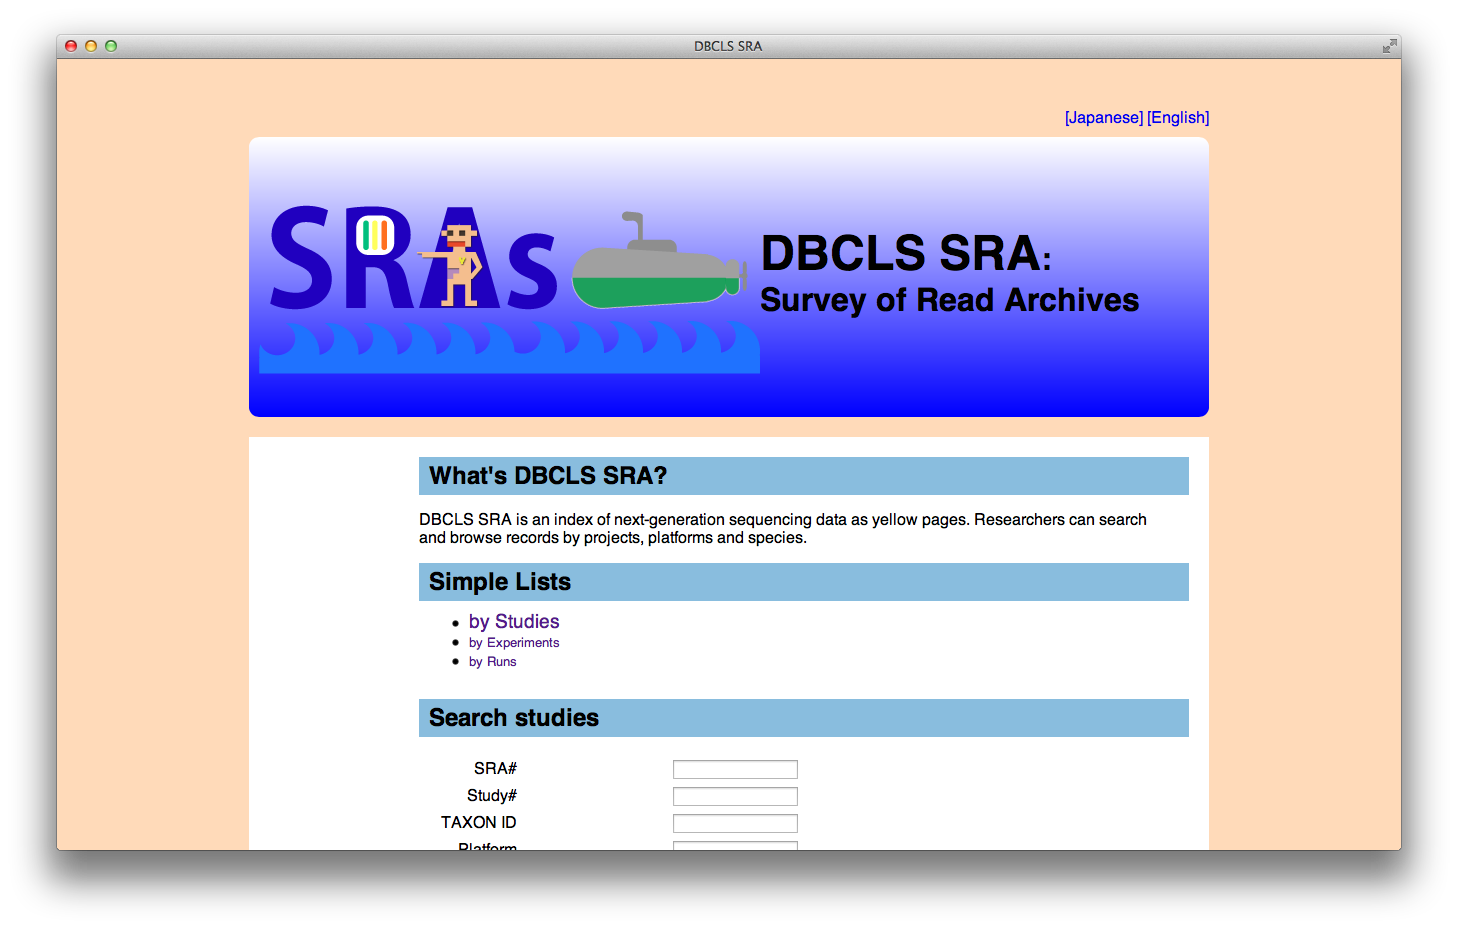 DBCLS SRA
[Japanese] [English]
SRAs
DBCLS SRA:
Survey of Read Archives
What's DBCLS SRA?
DBCLS SRA is an index of next-generation sequencing data as yellow pages. Researchers can search
and browse records by projects, platforms and species.
Simple Lists
by Studies
by Experiments
by Runs
Search studies
SRA#
Study#
TAXON ID
Platform